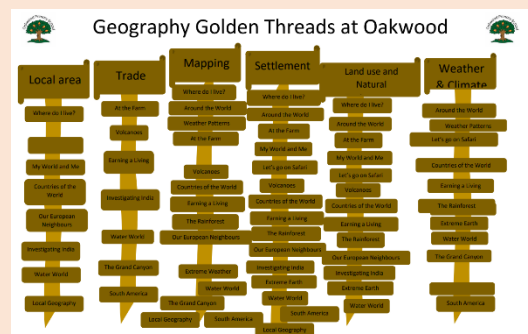 Geography Golden Threads at Oakwood
Local area
Where do I live?
My World and Me
Countries of the
World
Our European
Neighbours
Investigating India
Water World
Local Geography
Trade
At the Farm
Volcanoes
Earning a Living
Investigating India
Water World
The Grand Canyon
South America
Mapping
Where do I live?
Around the World
Weather Patterns
At the Farm
Volcanoes
Countries of the World
Earning a Living
The Rainforest
Our European Neighbours
Extreme Weather
Water World
The Grand Canyon
Local Geography
South America
Settlement
Where do I live?
Around the World
At the Farm
My World and Me
Let's go on Safari
Volcanoes
Countries of the World
Earning a Living
The Rainforest
Our European Neighbours
Investigating India
Extreme Earth
Water World
South America
Local Geography
Land use and
Natural
Where do I live?
Around the World
At the Farm
My World and Me
Let's go on Safari
Volcanoes
Countries of the World
Earning a Living
The Rainforest
Our European Neighbours
Investigating India
Extreme Earth
Water World
Weather
& Climate
Around the World
Weather Patterns
Let's go on Safari
Countries of the World
Earning a Living
The Rainforest
Extreme Earth
Water World
The Grand Canyon
South America